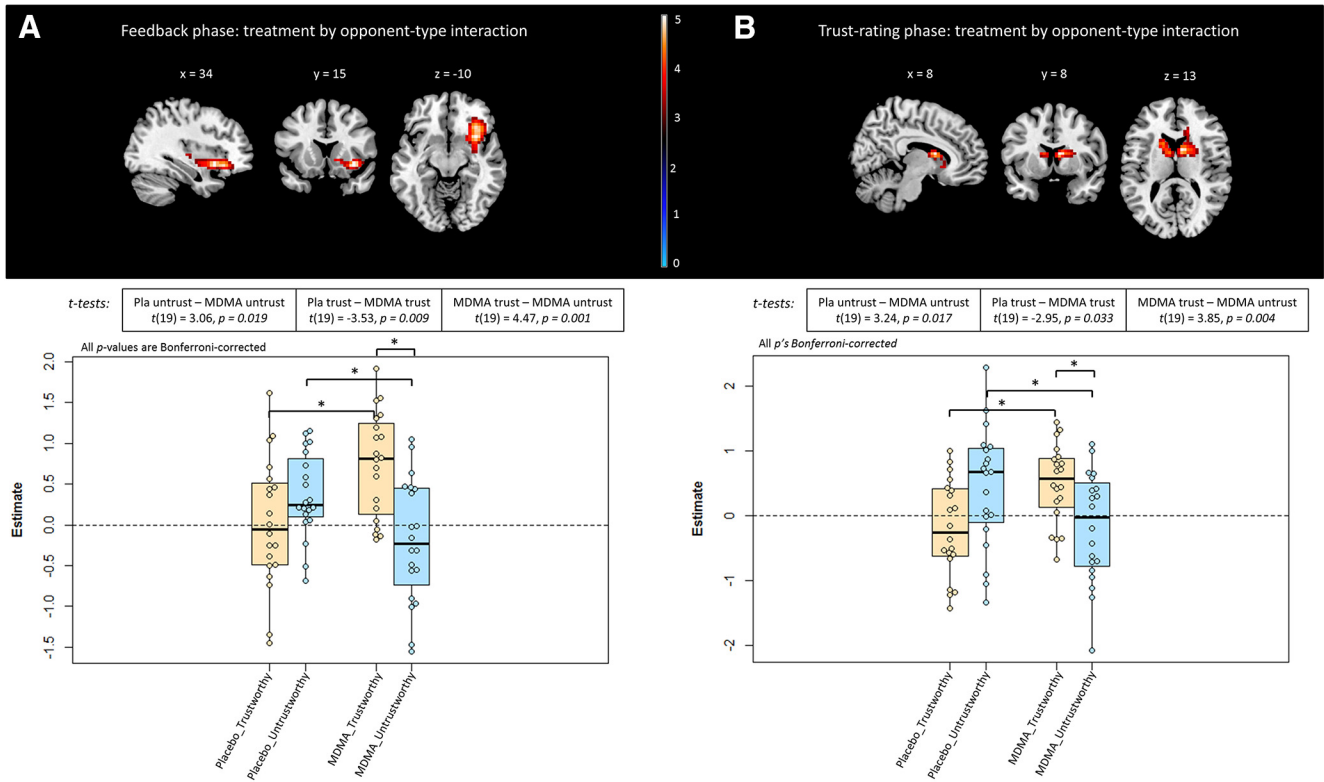 A
Feedback phase: treatment by opponent-type interaction
x = 34
y = 15
z = -10
5
4
3
2
1
0
B
Trust-rating phase: treatment by opponent-type interaction
x = 8
y = 8
z = 13
t-tests:
Pla untrust – MDMA untrust
t(19) = 3.06, p = 0.019
Pla trust – MDMA trust
t(19) = -3.53, p = 0.009
MDMA trust – MDMA untrust
t(19) = 4.47, p = 0.001
All p-values are Bonferroni-corrected
*
*
*
2.0
1.5
1.0
0.5
0.0
-0.5
-1.0
-1.5
Estimate
Placebo_Trustworthy
Placebo_Untrustworthy
MDMA_Trustworthy
MDMA_Untrustworthy
t-tests:
Pla untrust – MDMA untrust
t(19) = 3.24, p = 0.017
Pla trust – MDMA trust
t(19) = -2.95, p = 0.033
MDMA trust – MDMA untrust
t(19) = 3.85, p = 0.004
All p's Bonferroni-corrected
*
*
*
2
1
0
-1
-2
Estimate
Placebo_Trustworthy
Placebo_Untrustworthy
MDMA_Trustworthy
MDMA_Untrustworthy